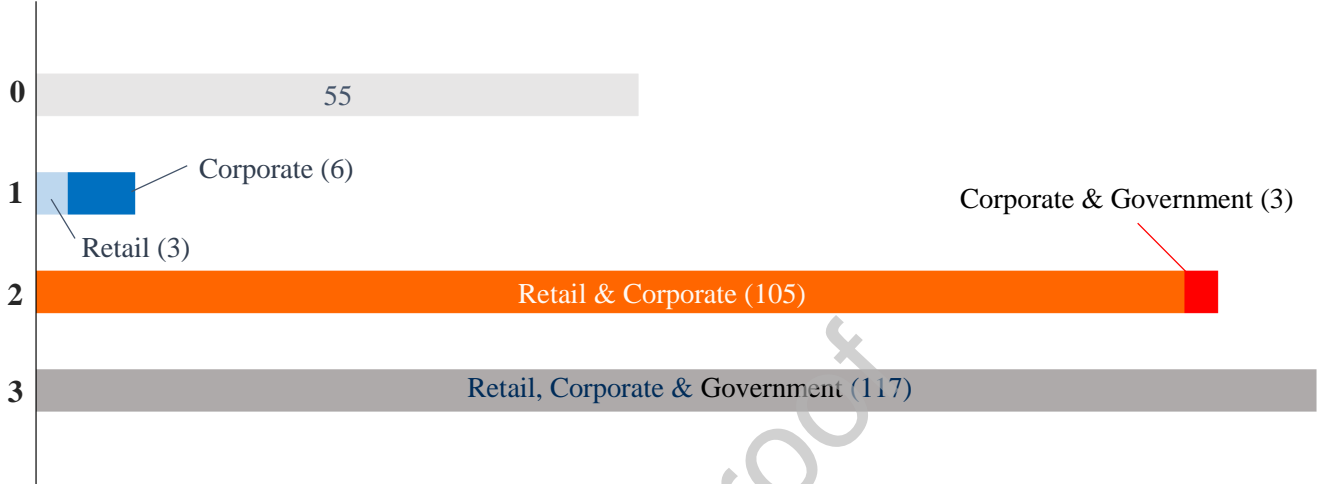 0
55
1
Corporate (6)
Retail (3)
Corporate & Government (3)
2
Retail & Corporate (105)
3
Retail, Corporate & Government (117)
roof